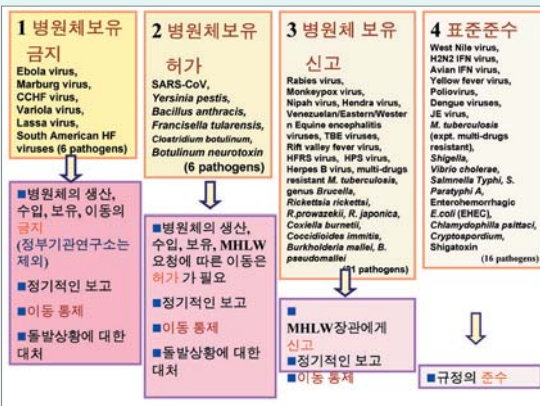 1 병원체보유
금지
Ebola virus,
Marburg virus,
CCHF virus,
Variola virus,
Lassa virus,
South American HF
viruses (6 pathogens)
■병원체의 생산,
수입, 보유, 이동의
금지
(정부기관연구소는
제외)
■정기적인 보고
■이동 통제
■돌발상황에 대한
대처
2 병원체보유
허가
SARS-CoV,
Yersinia pestis,
Bacillus anthracis,
Francisella tularensis,
Clostridium botulinum,
Botulinum neurotoxin
(6 pathogens)
■병원체의 생산,
수입, 보유, MHLW
요청에 따른 이동은
허가 가 필요
■정기적인 보고
■이동 통제
■돌발상황에 대한
대처
3 병원체 보유
신고
Rabies virus,
Monkeypox virus,
Nipah virus, Hendra virus,
Venezuelan/Eastern/Wester
n Equine encephalitis
viruses, TBE viruses,
Rift valley fever virus,
HFRS virus, HPS virus,
Herpes B virus, multi-drugs
resistant M. tuberculosis,
genus Brucella,
Rickettsia rickettsi,
R.prowazekii, R. japonica,
Coxiella burnetii,
Coccidioides immitis,
Burkholderia mallei, B.
pseudomallei
pathogens)
■
MHLW장관에게
신고
■정기적인 보고
■이동 통제
4 표준준수
West Nile virus,
H2N2 IFN virus,
Avian IFN virus,
Yellow fever virus,
Poliovirus,
Dengue viruses,
JE virus,
M. tuberculosis
(expt. multi-drugs
resistant),
Shigella,
Vibrio cholerae,
Salmnella Typhi, S.
Paratyphi A,
Enterohemorrhagic
E.coli (EHEC),
Chlamydophilla psittaci,
Cryptospordium,
Shigatoxin
(16 pathogens)
■규정의 준수